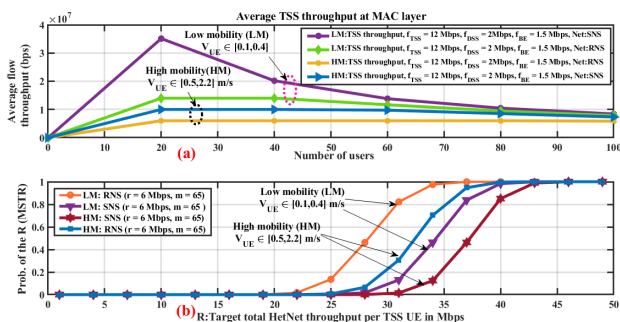 Average TSS throughput at MAC layer
×10⁷
4
3
2
1
0
Average flow
throughput (bps)
Low mobility (LM)
V_UE ∈ [0.1,0.4]
High mobility(HM)
V_UE ∈ [0.5,2.2] m/s
LM:TSS throughput, f_TSS = 12 Mbps, f_DSS = 2Mbps, f_BE = 1.5 Mbps, Net:SNS
LM:TSS throughput, f_TSS = 12 Mbps, f_DSS = 2Mbps, f_BE = 1.5 Mbps, Net:RNS
HM:TSS throughput, f_TSS = 12 Mbps, f_DSS = 2 Mbps, f_BE = 1.5 Mbps, Net:RNS
HM:TSS throughput, f_TSS = 12 Mbps, f_DSS = 2 Mbps, f_BE = 1.5 Mbps, Net:SNS
0 10 20 30 40 50 60 70 80 90 100
(a)
Number of users
Prob. of the R (MSTR)
1
0.8
0.6
0.4
0.2
0
LM: RNS (r = 6 Mbps, m = 65)
LM: SNS (r = 6 Mbps, m = 65)
HM: SNS (r = 6 Mbps, m = 65)
HM: RNS (r = 6 Mbps, m = 65)
Low mobility (LM)
V_UE ∈ [0.1,0.4] m/s
High mobility (HM)
V_UE ∈ [0.5,2.2] m/s
0 5 10 15 20 25 30 35 40 45 50
(b)
R:Target total HetNet throughput per TSS UE in Mbps